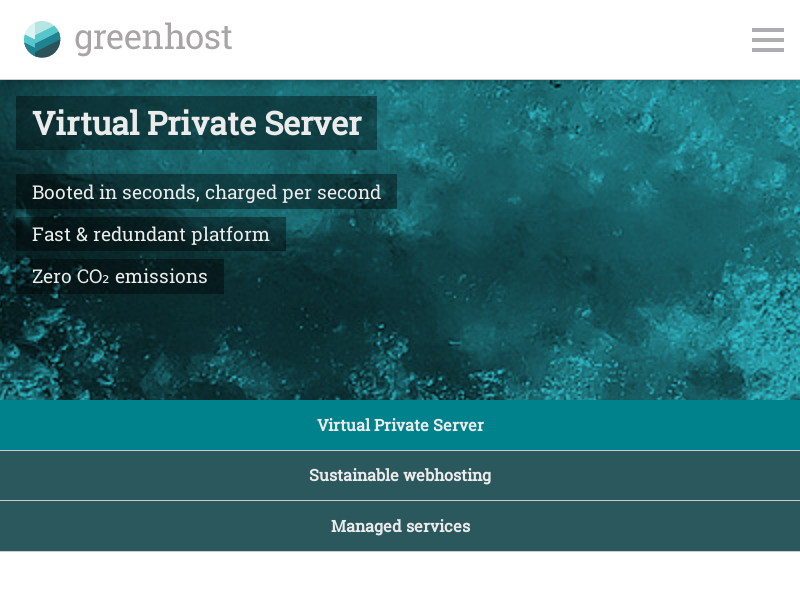 greenhost
Virtual Private Server
Booted in seconds, charged per second
Fast & redundant platform
Zero CO₂ emissions
Virtual Private Server
Sustainable webhosting
Managed services